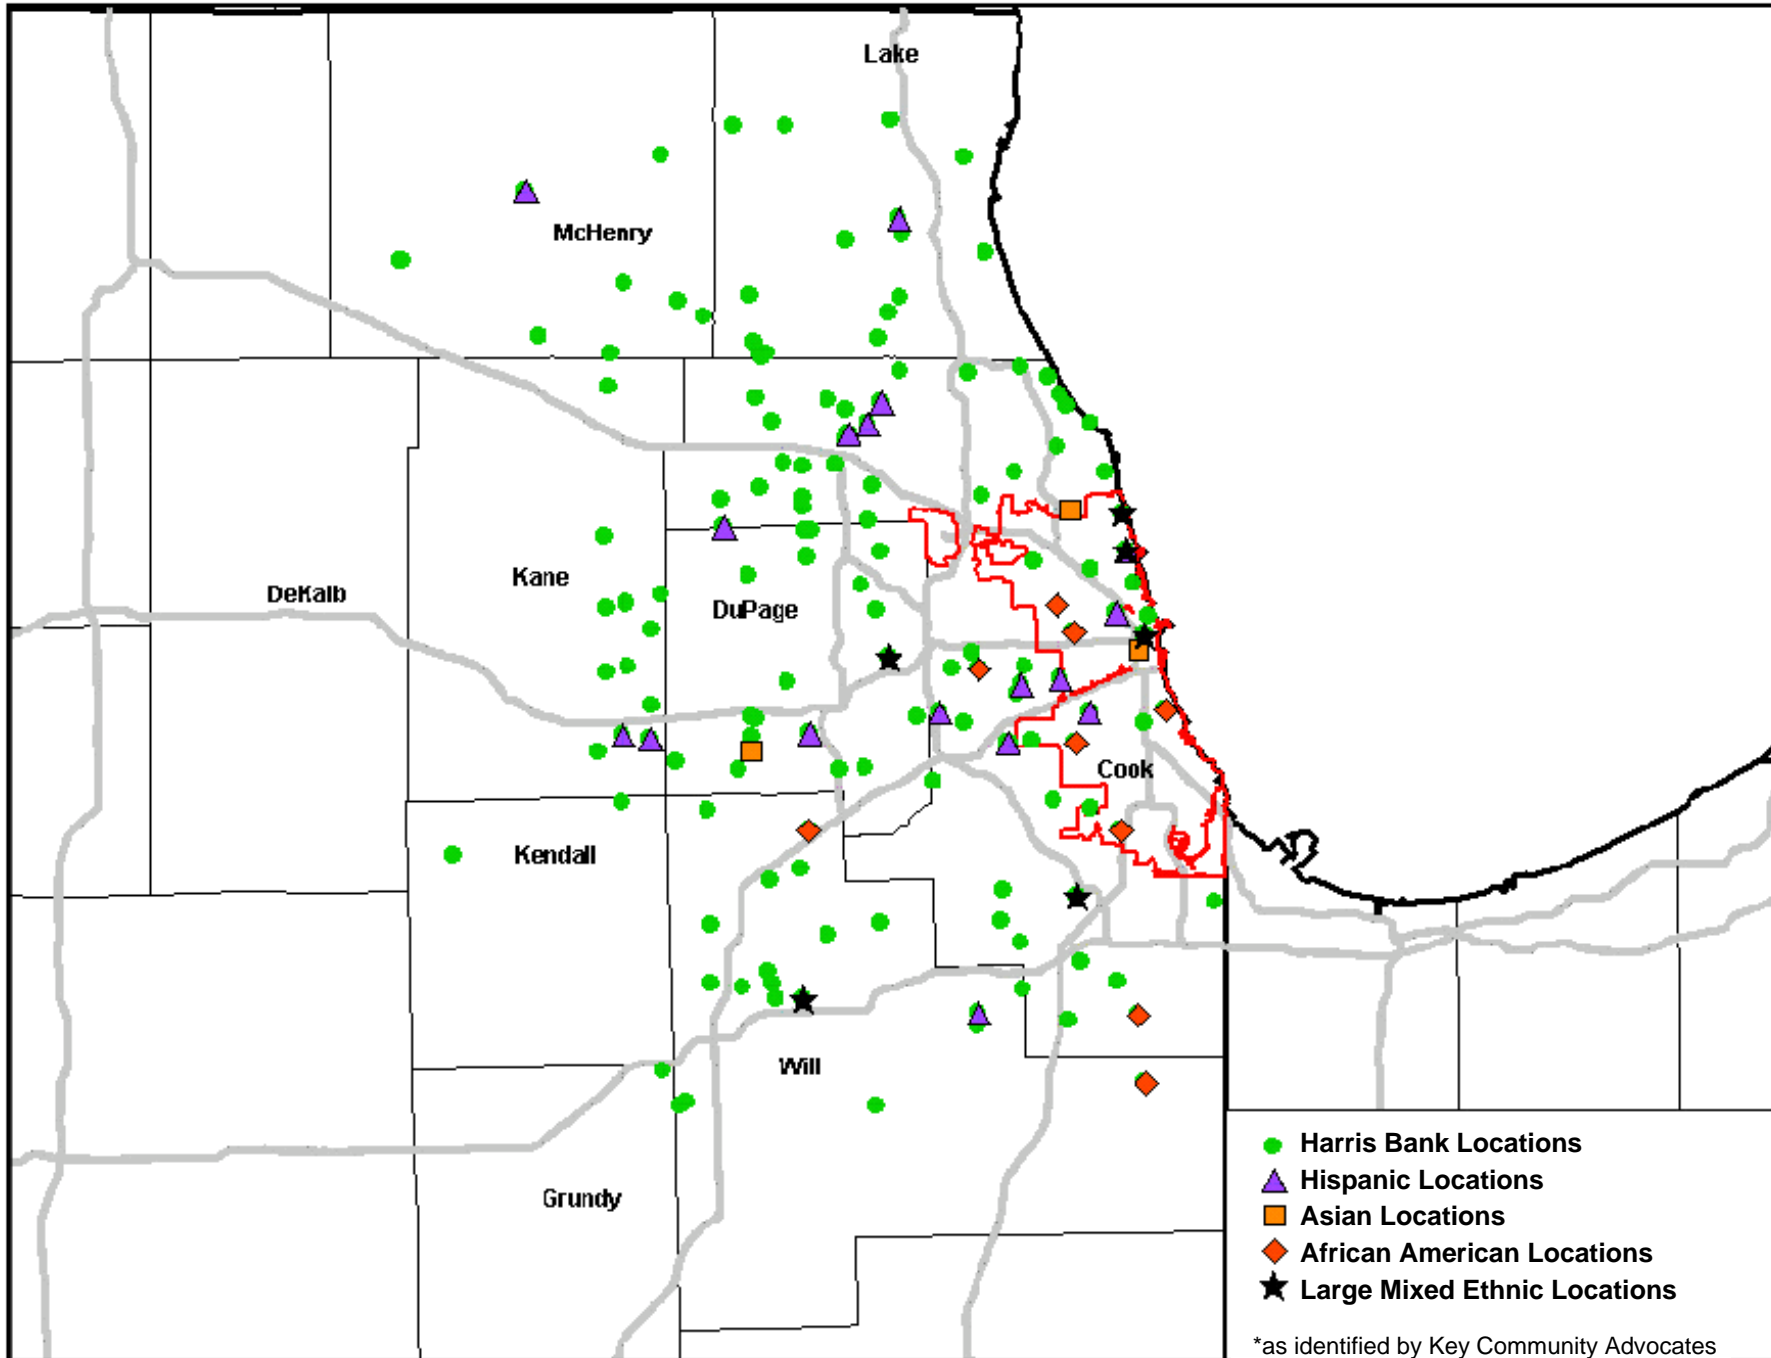 Lake
McHenry
DeKalb
Kane
DuPage
Cook
Kendall
Will
Grundy
Harris Bank Locations
Hispanic Locations
Asian Locations
African American Locations
Large Mixed Ethnic Locations
*as identified by Key Community Advocates